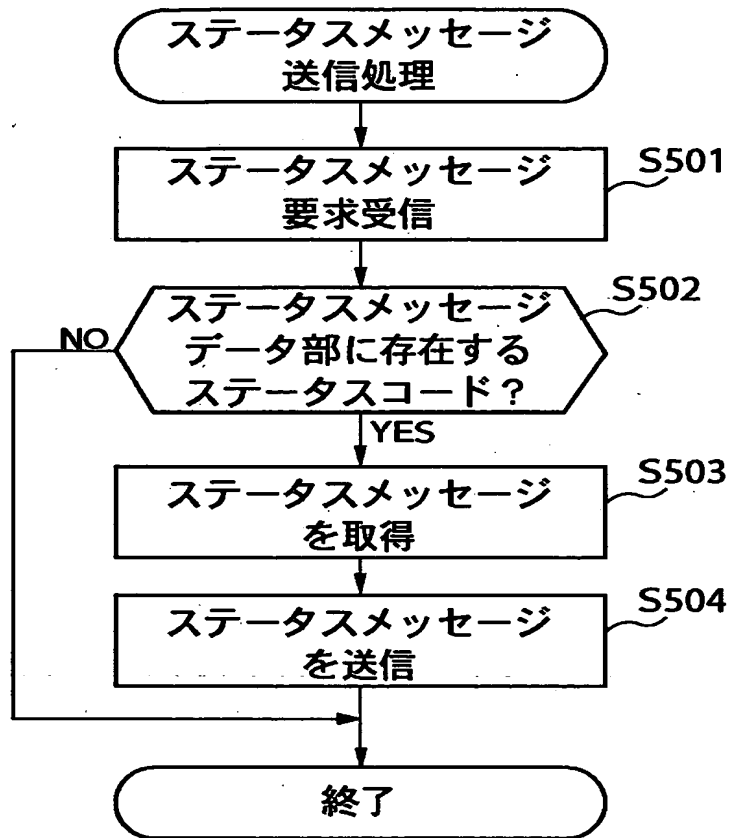 ステータスメッセージ
送信処理
ステータスメッセージ
要求受信
S501
ステータスメッセージ
データ部に存在する
ステータスコード？
S502
NO
YES
ステータスメッセージ
を取得
S503
ステータスメッセージ
を送信
S504
終了